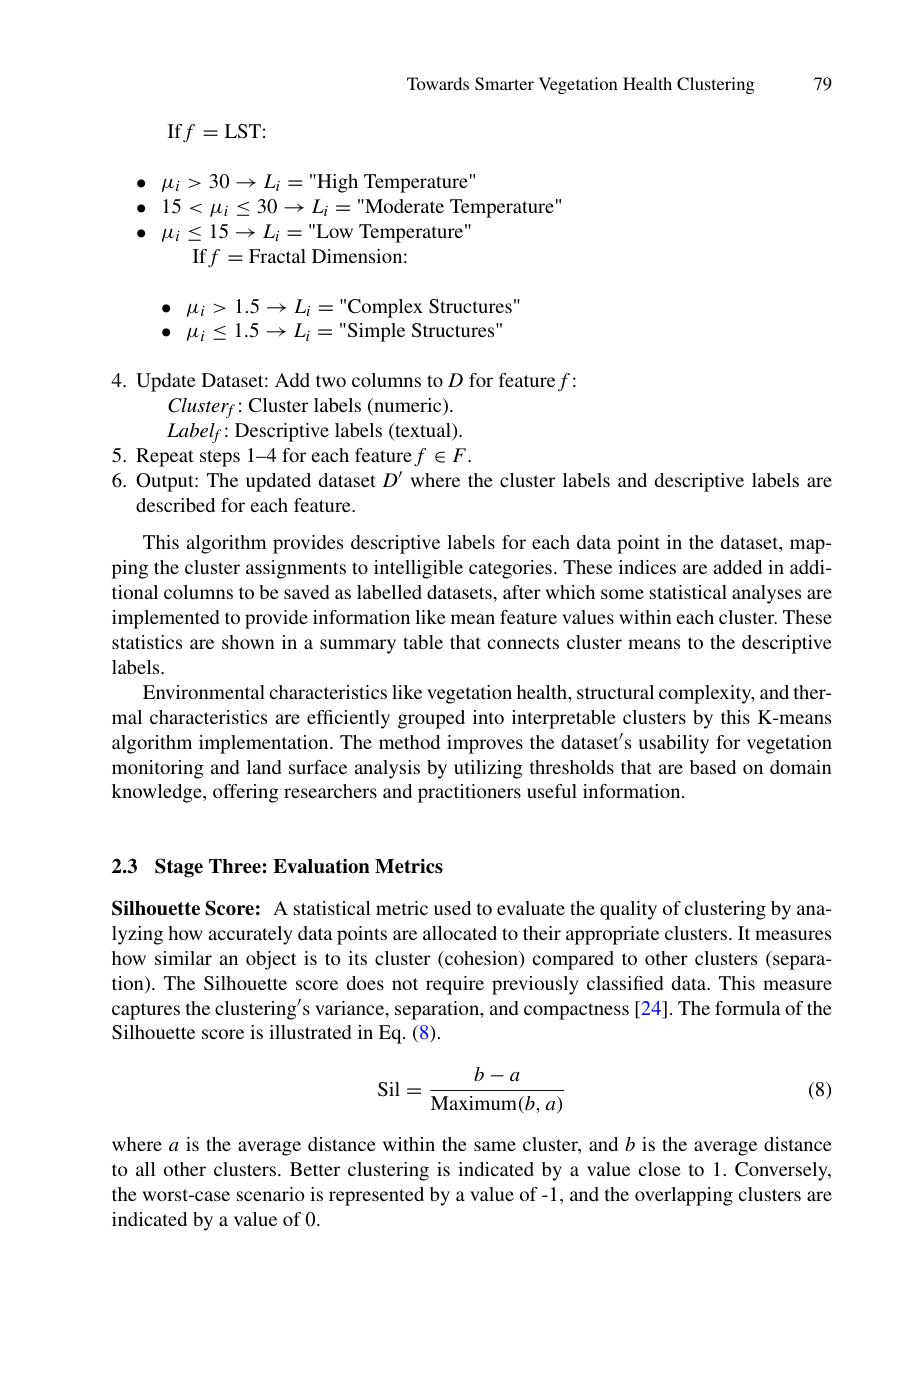 Towards Smarter Vegetation Health Clustering 79
If f = LST:
• μi > 30 → Li = "High Temperature"
• 15 < μi ≤ 30 → Li = "Moderate Temperature"
• μi ≤ 15 → Li = "Low Temperature"
If f = Fractal Dimension:
• μi > 1.5 → Li = "Complex Structures"
• μi ≤ 1.5 → Li = "Simple Structures"
4. Update Dataset: Add two columns to D for feature f:
Clusterf: Cluster labels (numeric).
Labelf: Descriptive labels (textual).
5. Repeat steps 1–4 for each feature f ∈ F.
6. Output: The updated dataset D′ where the cluster labels and descriptive labels are
described for each feature.
This algorithm provides descriptive labels for each data point in the dataset, map-
ping the cluster assignments to intelligible categories. These indices are added in addi-
tional columns to be saved as labelled datasets, after which some statistical analyses are
implemented to provide information like mean feature values within each cluster. These
statistics are shown in a summary table that connects cluster means to the descriptive
labels.
Environmental characteristics like vegetation health, structural complexity, and ther-
mal characteristics are efficiently grouped into interpretable clusters by this K-means
algorithm implementation. The method improves the dataset′s usability for vegetation
monitoring and land surface analysis by utilizing thresholds that are based on domain
knowledge, offering researchers and practitioners useful information.
2.3 Stage Three: Evaluation Metrics
Silhouette Score: A statistical metric used to evaluate the quality of clustering by ana-
lyzing how accurately data points are allocated to their appropriate clusters. It measures
how similar an object is to its cluster (cohesion) compared to other clusters (separa-
tion). The Silhouette score does not require previously classified data. This measure
captures the clustering′s variance, separation, and compactness [24]. The formula of the
Silhouette score is illustrated in Eq. (8).
Sil = b − a / Maximum(b, a) (8)
where a is the average distance within the same cluster, and b is the average distance
to all other clusters. Better clustering is indicated by a value close to 1. Conversely,
the worst-case scenario is represented by a value of -1, and the overlapping clusters are
indicated by a value of 0.